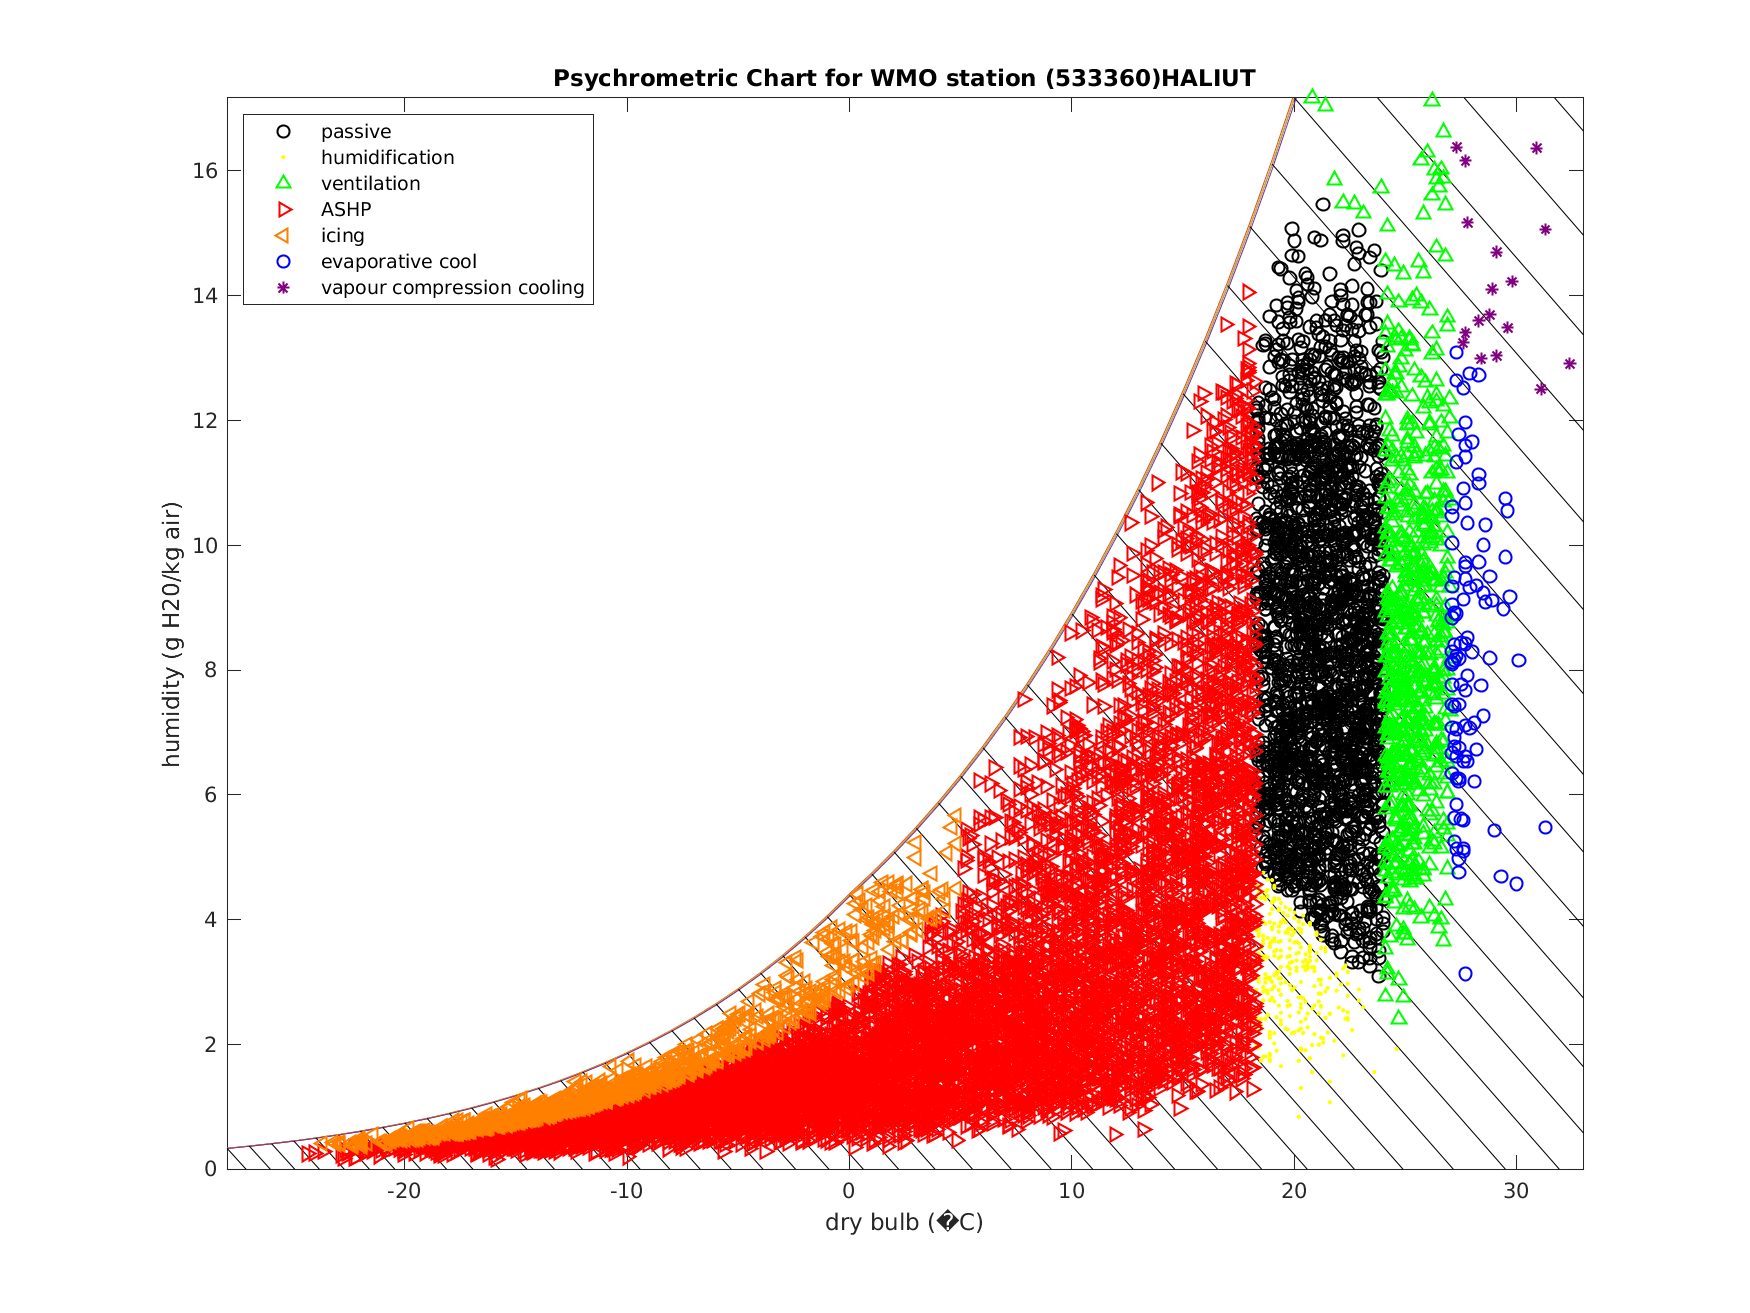 Psychrometric Chart for WMO station (533360)HALIUT
passive
humidification
ventilation
ASHP
icing
evaporative cool
vapour compression cooling
humidity (g H20/kg air)
16
14
12
10
8
6
4
2
0
-20 -10 0 10 20 30
dry bulb (�C)